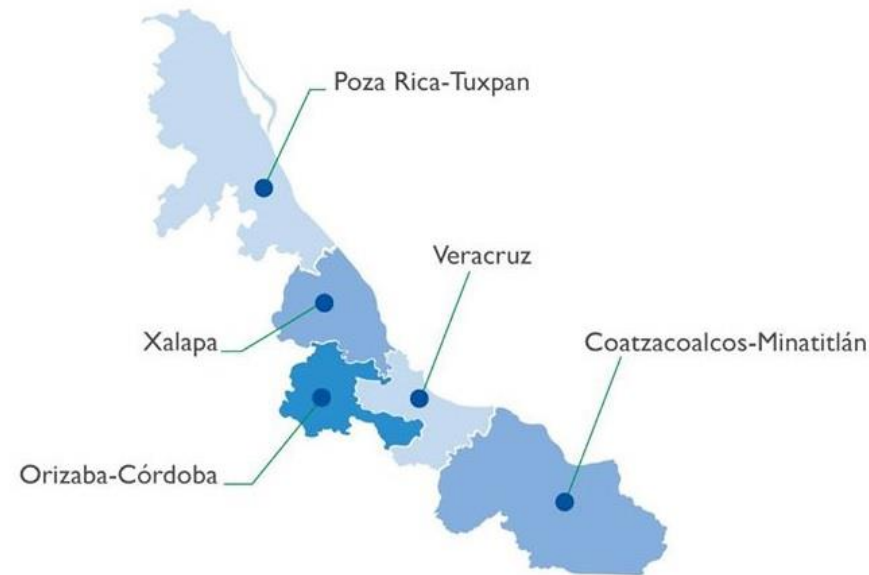 Poza Rica-Tuxpan
Veracruz
Xalapa
Coatzacoalcos-Minatitlán
Orizaba-Córdoba